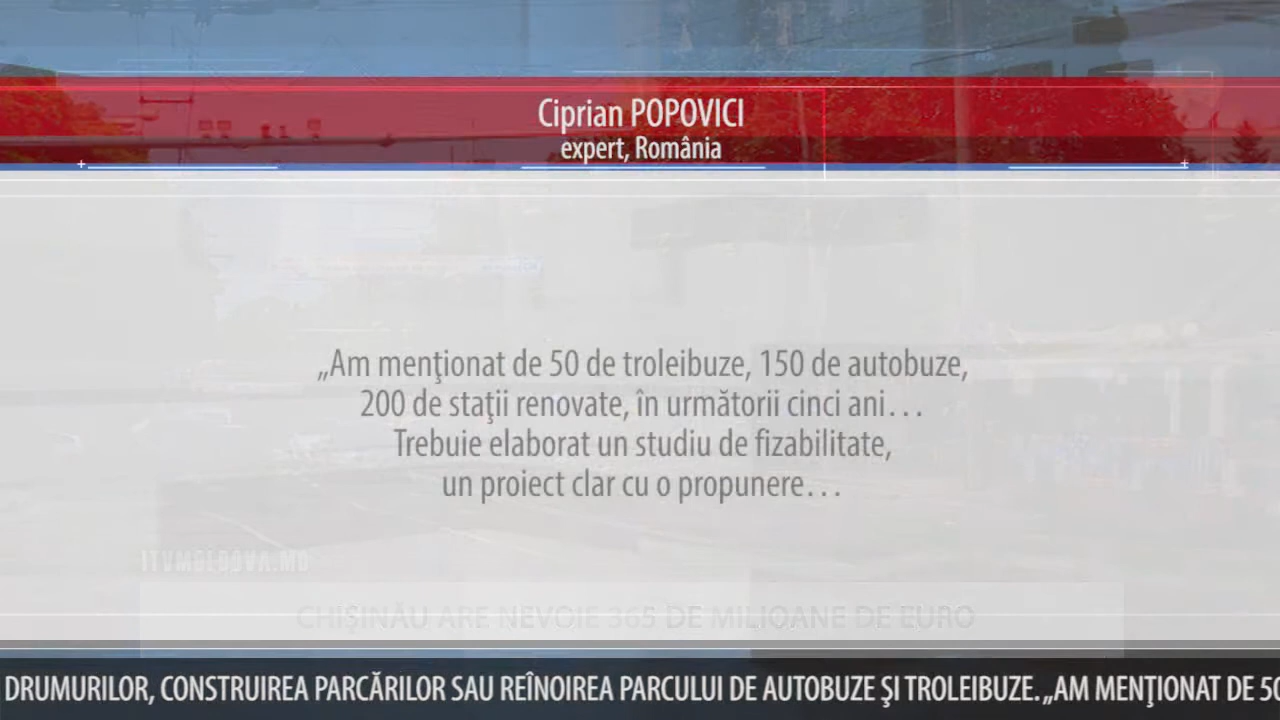 Ciprian POPOVICI
expert, România
„Am menţionat de 50 de troleibuze, 150 de autobuze,
200 de staţii renovate, în următorii cinci ani…
Trebuie elaborat un studiu de fizabilitate,
un proiect clar cu o propunere…
ITVMOLDOVA.MD
CHIȘINĂU ARE NEVOIE 365 DE MILIOANE DE EURO
DRUMURILOR, CONSTRUIREA PARCĂRILOR SAU REÎNOIREA PARCULUI DE AUTOBUZE ŞI TROLEIBUZE. „AM MENŢIONAT DE 50